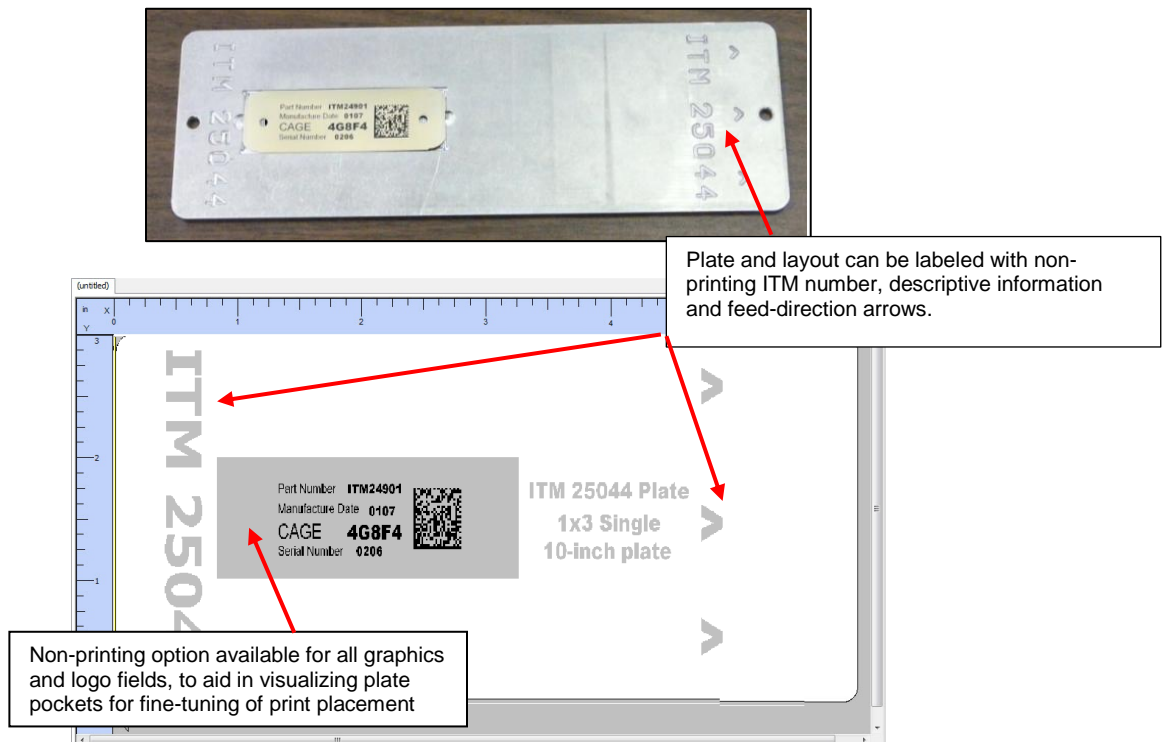 ITM 25044
Part Number ITM24901
Manufacture Date 0107
CAGE 4G8F4
Serial Number 0206
ITM 25044
Plate and layout can be labeled with non-
printing ITM number, descriptive information
and feed-direction arrows.
(untitled)
in X
Y
0 1 2 3 4
3
2
1
ITM 2504
Part Number ITM24901
Manufacture Date 0107
CAGE 4G8F4
Serial Number 0206
ITM 25044 Plate
1x3 Single
10-inch plate
Non-printing option available for all graphics
and logo fields, to aid in visualizing plate
pockets for fine-tuning of print placement